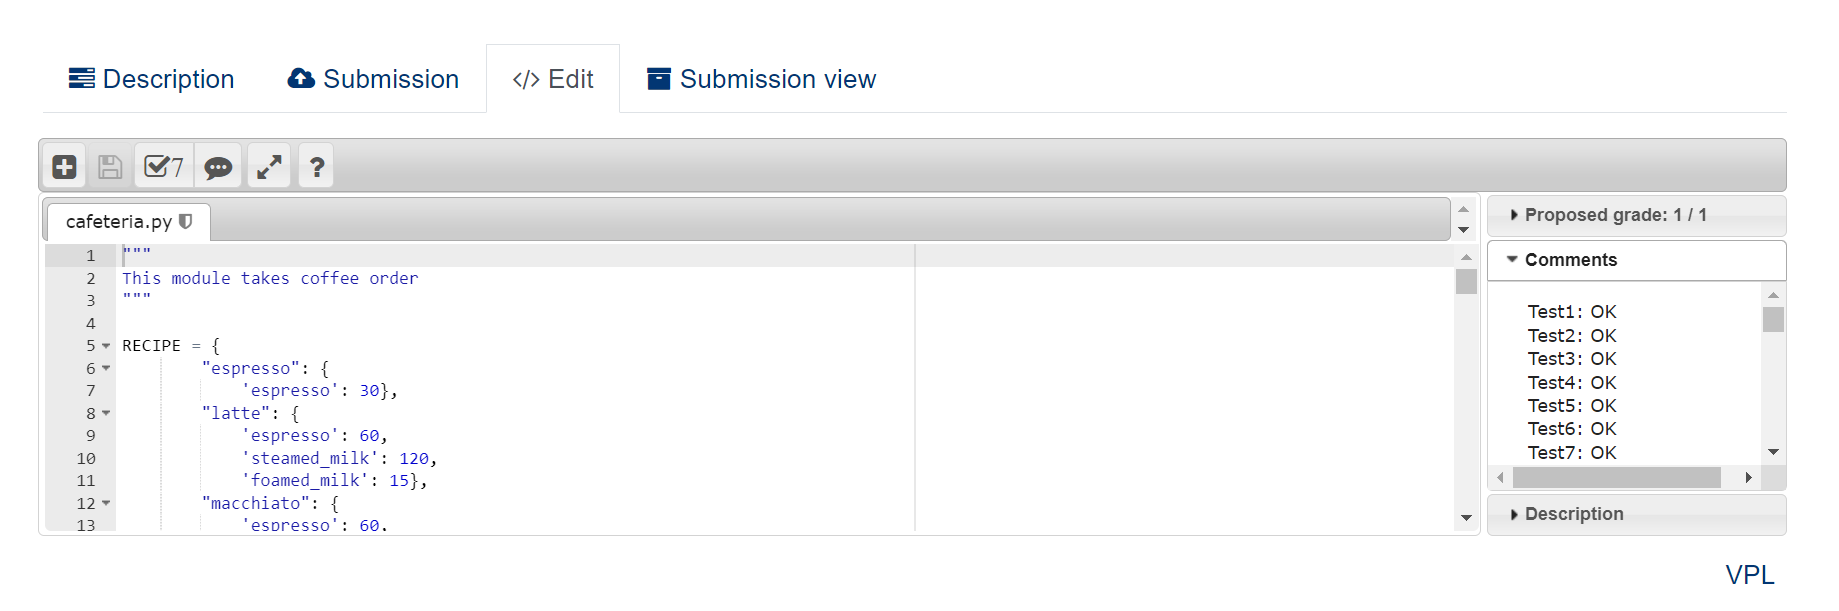 Description Submission </> Edit Submission view
7 ?
cafeteria.py
Proposed grade: 1 / 1
1 """
2 This module takes coffee order
3 """
4
5 RECIPE = {
6 "espresso": {
7 'espresso': 30},
8 "latte": {
9 'espresso': 60,
10 'steamed_milk': 120,
11 'foamed_milk': 15},
12 "macchiato": {
13 'espresso': 60,
Comments
Test1: OK
Test2: OK
Test3: OK
Test4: OK
Test5: OK
Test6: OK
Test7: OK
Description
VPL